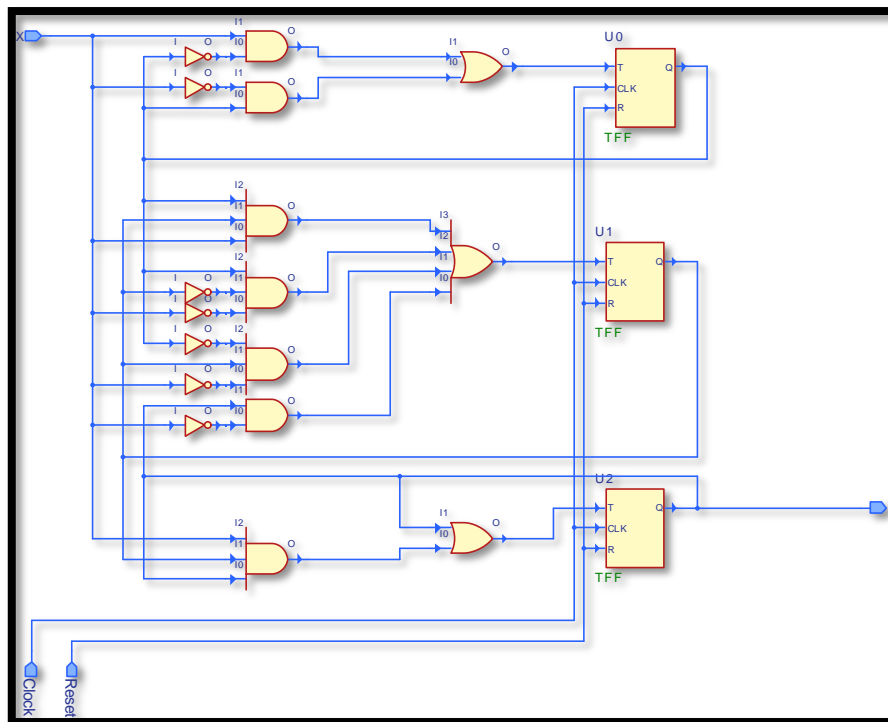 I1
O
X
U0
I O I0
I1
O
I0
T Q
I O I1
O
CLK
I0
R
TFF
I2
I1 O
I3
I0
U1
I2
O
I1
T Q
I2
I O I1 O
I0
CLK
I O I0
R
I O I2
TFF
I1 O
I O I0
I1
O
I O I0
U2
T Q
I1
I2 O
CLK
I0
I1 O
R
I0
TFF
Clock
Reset